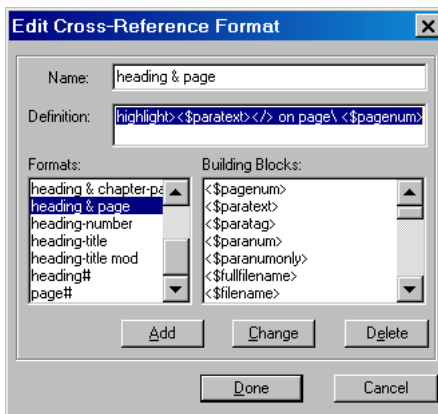 Edit Cross-Reference Format
Name: heading & page
Definition: highlight><$paratext></> on page\ <$pagenum>
Formats: Building Blocks:
heading & chapter-pa <$pagenum>
heading & page <$paratext>
heading-number <$paratag>
heading-title <$paranum>
heading-title mod <$paranumonly>
heading# <$fullfilename>
page# <$filename>
Add Change Delete
Done Cancel